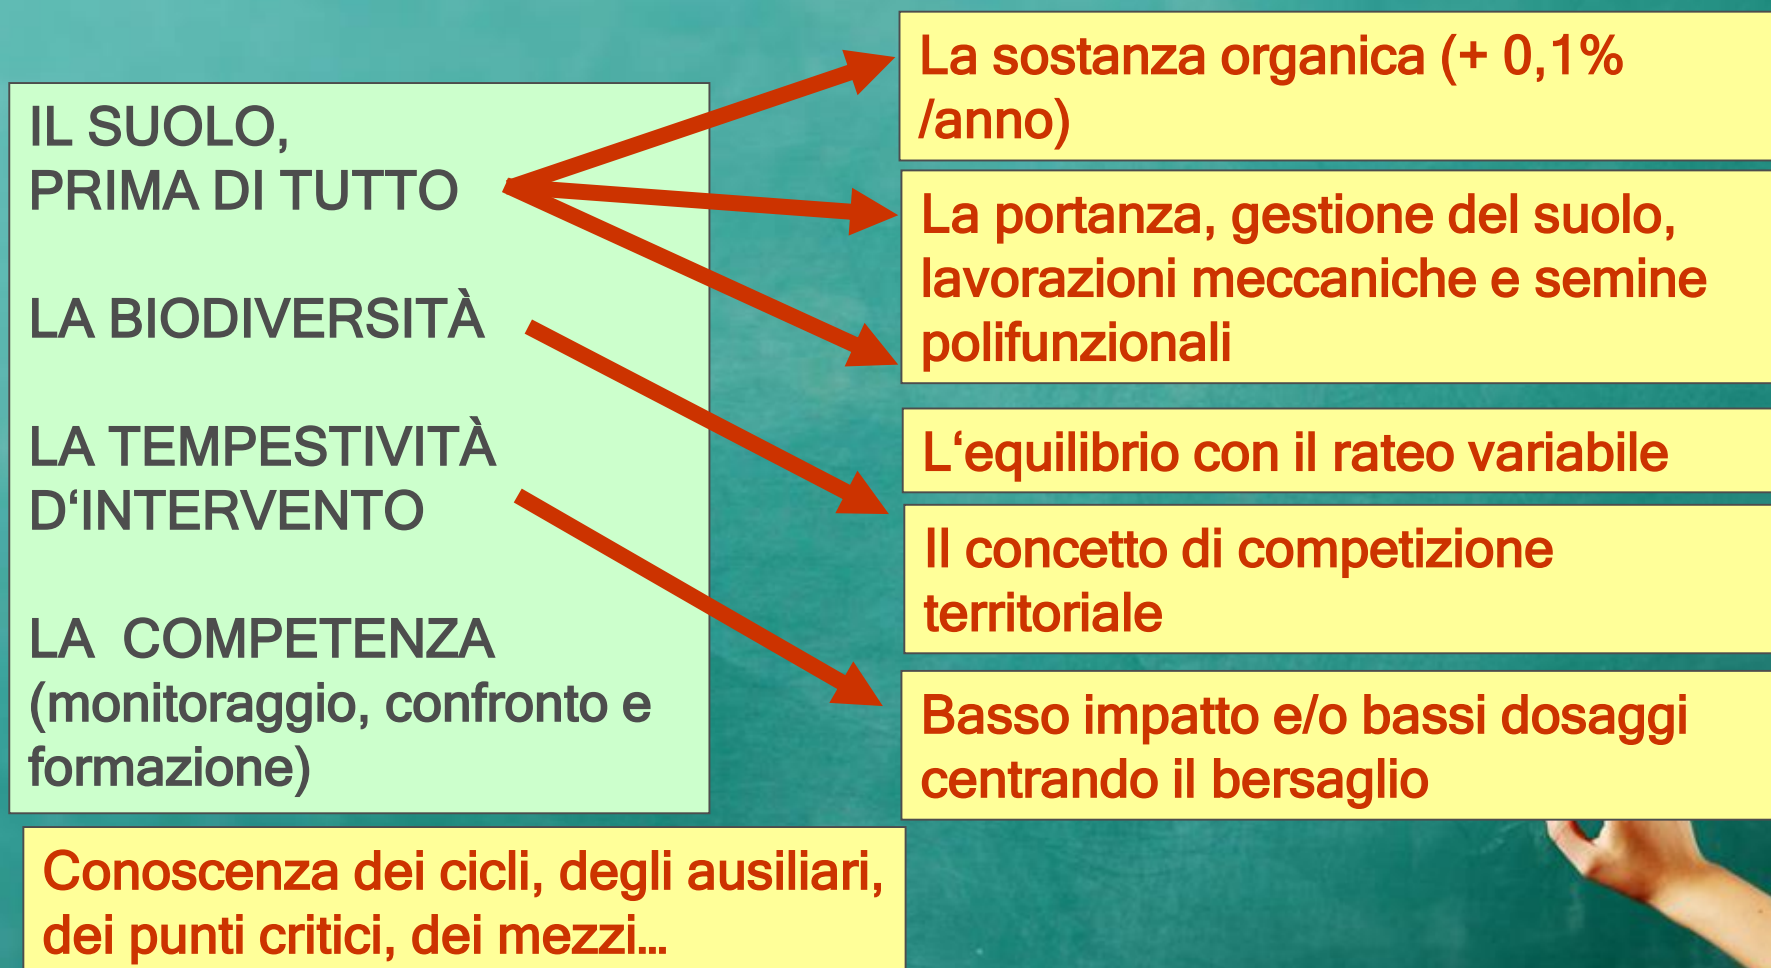 IL SUOLO,
PRIMA DI TUTTO
LA BIODIVERSITÀ
LA TEMPESTIVITÀ
D‘INTERVENTO
LA  COMPETENZA
(monitoraggio, confronto e
formazione)
La sostanza organica (+ 0,1%
/anno)
La portanza, gestione del suolo,
lavorazioni meccaniche e semine
polifunzionali
L‘equilibrio con il rateo variabile
Il concetto di competizione
territoriale
Basso impatto e/o bassi dosaggi
centrando il bersaglio
Conoscenza dei cicli, degli ausiliari,
dei punti critici, dei mezzi…